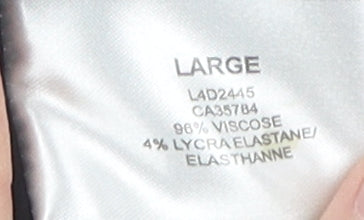 LARGE
L4D2445
CA35784
96% VISCOSE
4% LYCRA ELASTANE/
ELASTHANNE